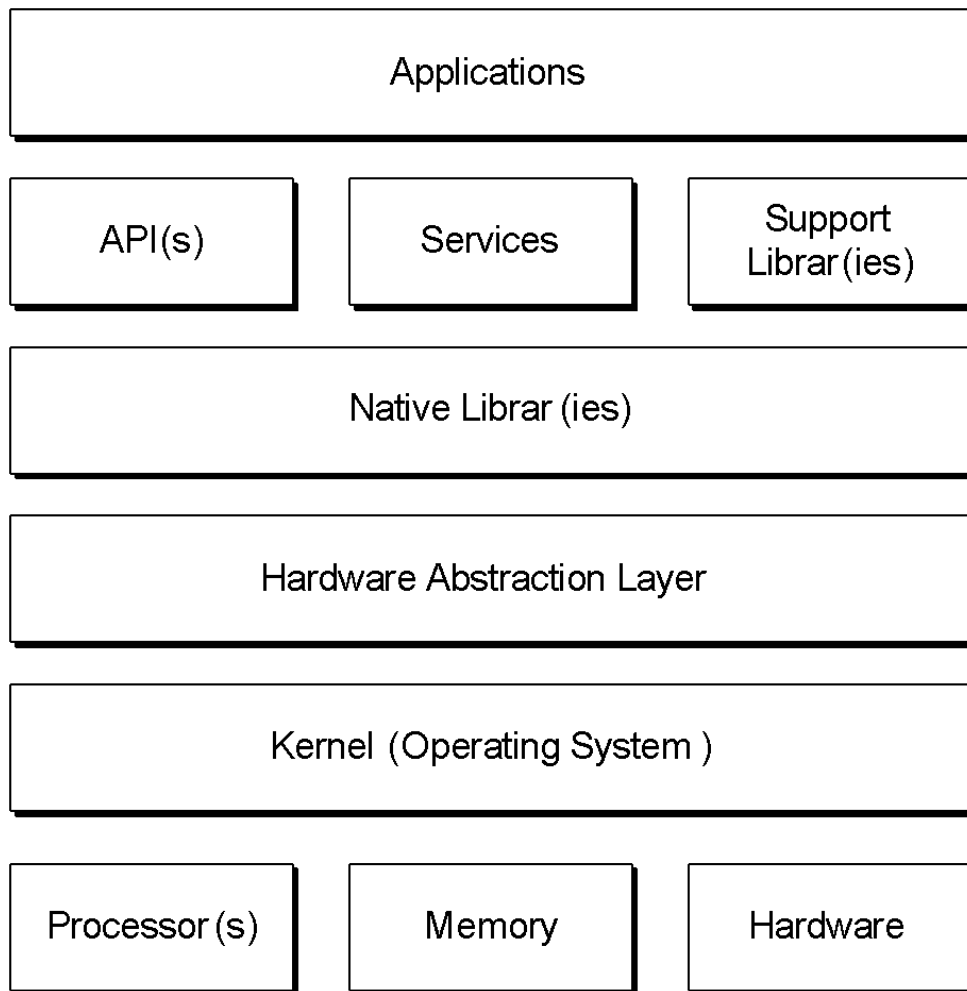 Applications
API(s)
Services
Support
Librar(ies)
Native Librar (ies)
Hardware Abstraction Layer
Kernel (Operating System )
Processor (s)
Memory
Hardware